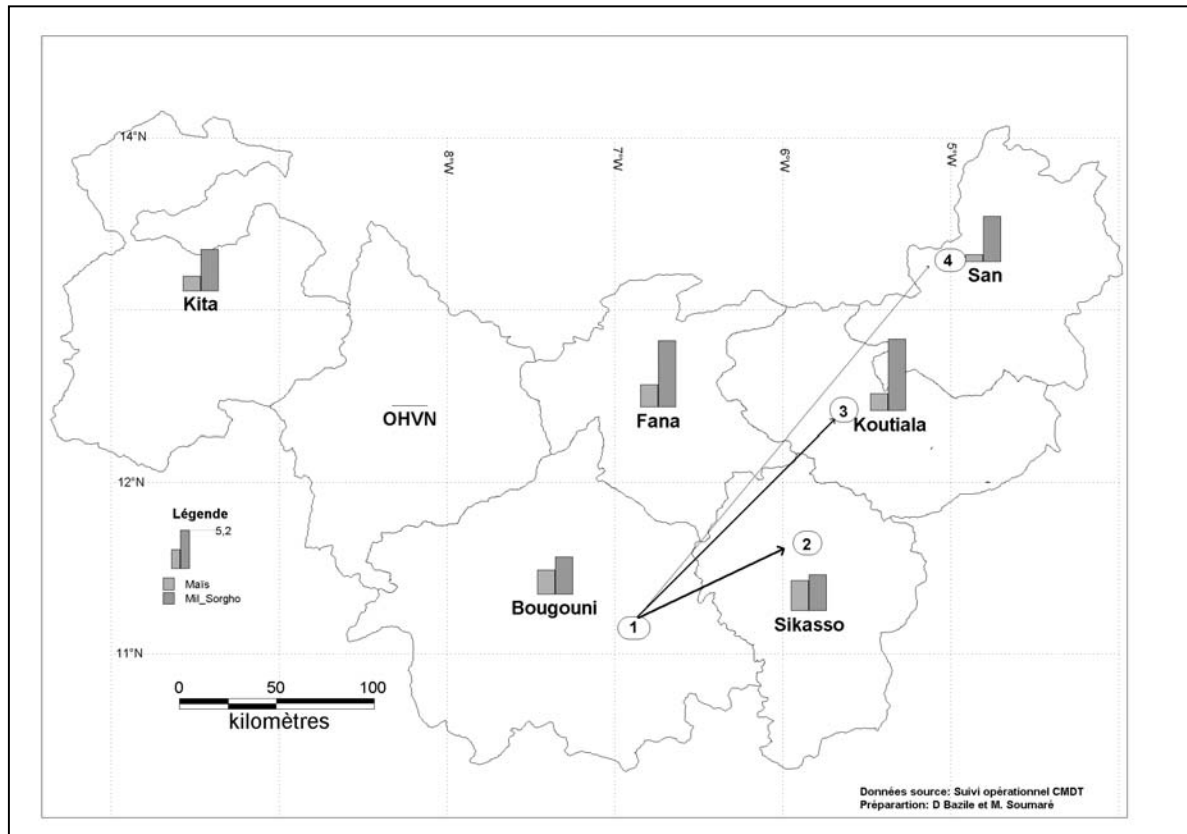 14°N
8°W
7°W
6°W
5°W
4
San
Kita
3
Koutiala
Fana
OHVN
12°N
Légende
5,2
Maïs
Mil_Sorgho
2
Bougouni
1
Sikasso
11°N
0 50 100
kilomètres
Données source: Suivi opérationnel CMDT
Préparartion: D Bazile et M. Soumaré